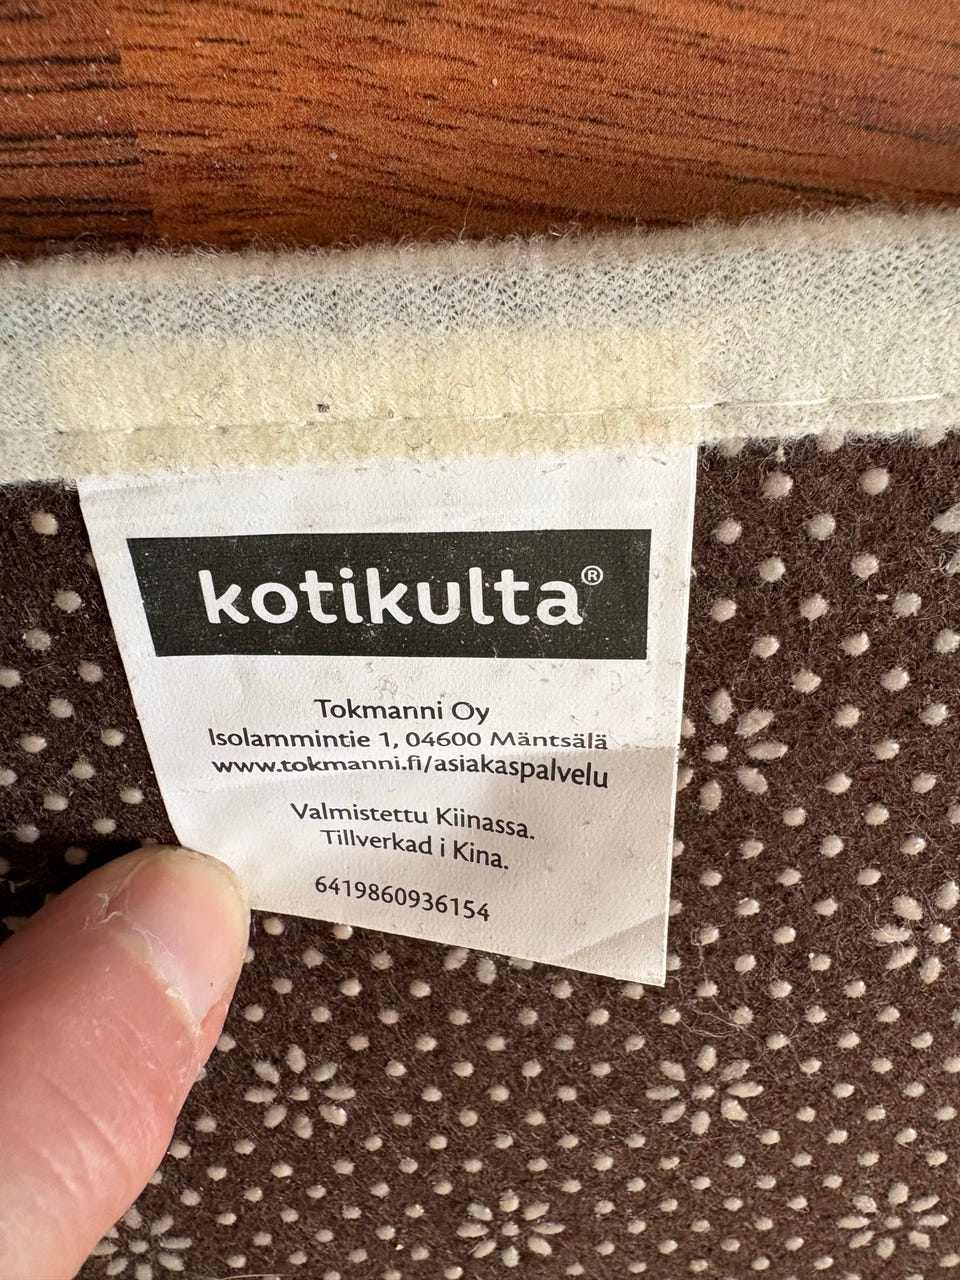 kotikulta®
Tokmanni Oy
Isolammintie 1, 04600 Mäntsälä
www.tokmanni.fi/asiakaspalvelu
Valmistettu Kiinassa.
Tillverkad i Kina.
6419860936154